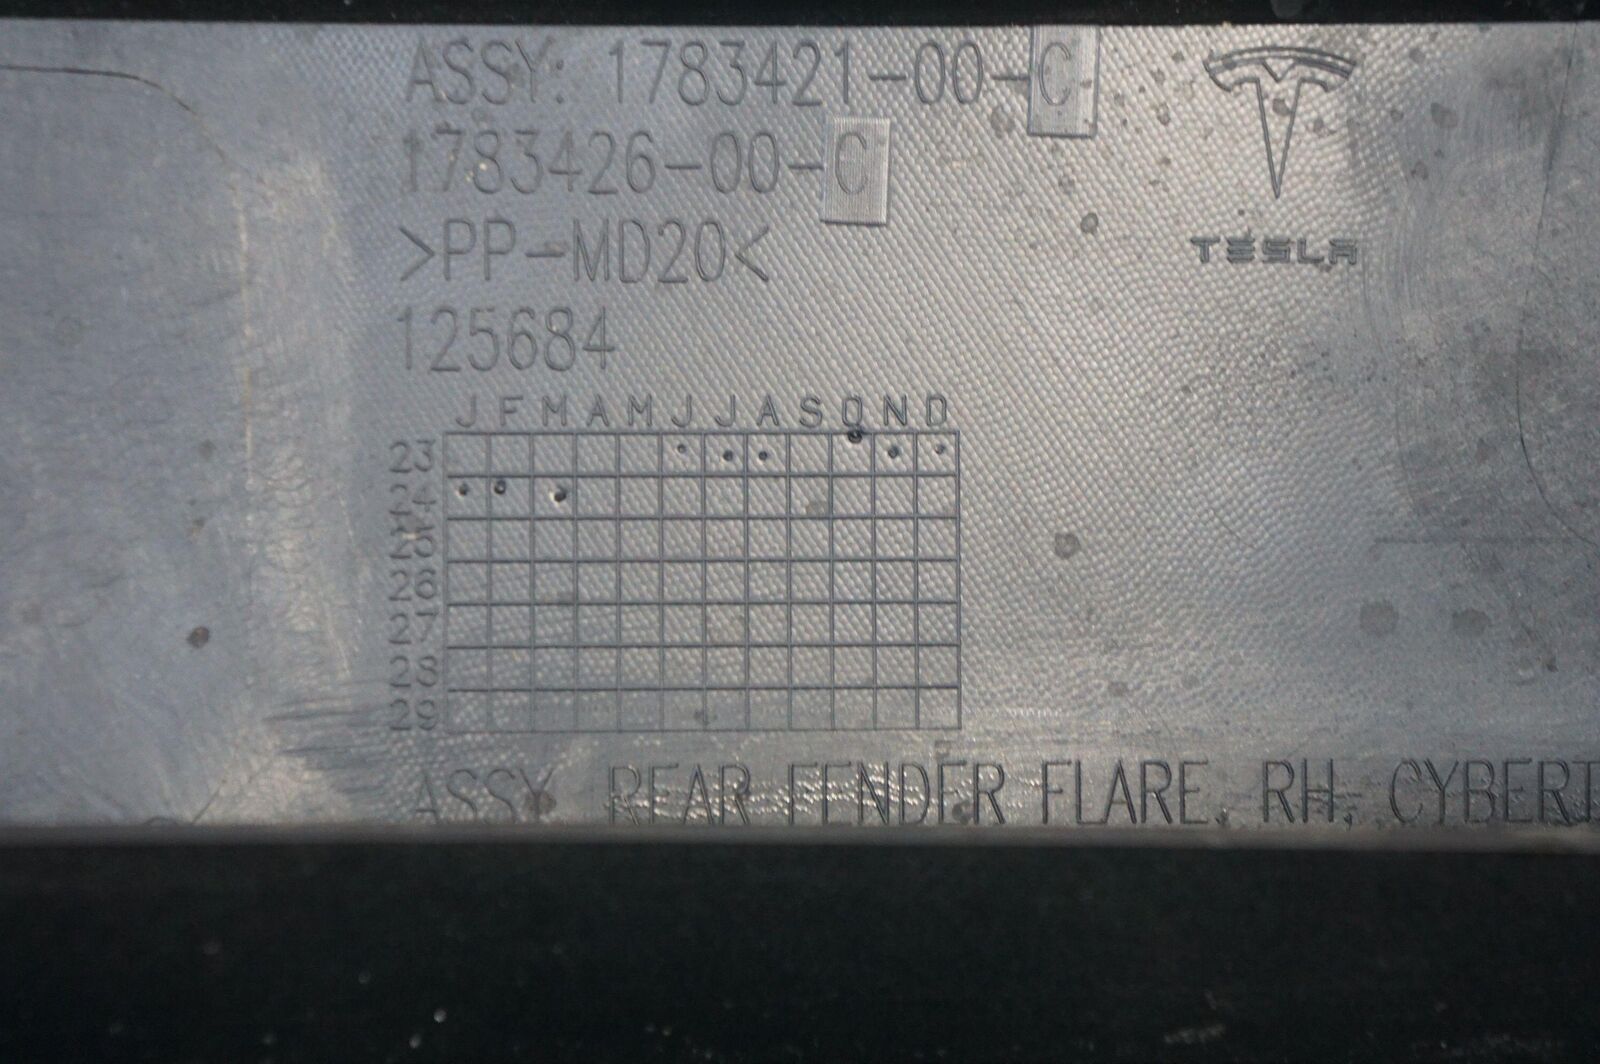 ASSY: 1783421-00-C
1783426-00-C
>PP-MD20<
125684
TESLA
J F M A M J J A S O N D
23
24
25
26
27
28
29
ASSY, REAR FENDER FLARE, RH, CYBERT